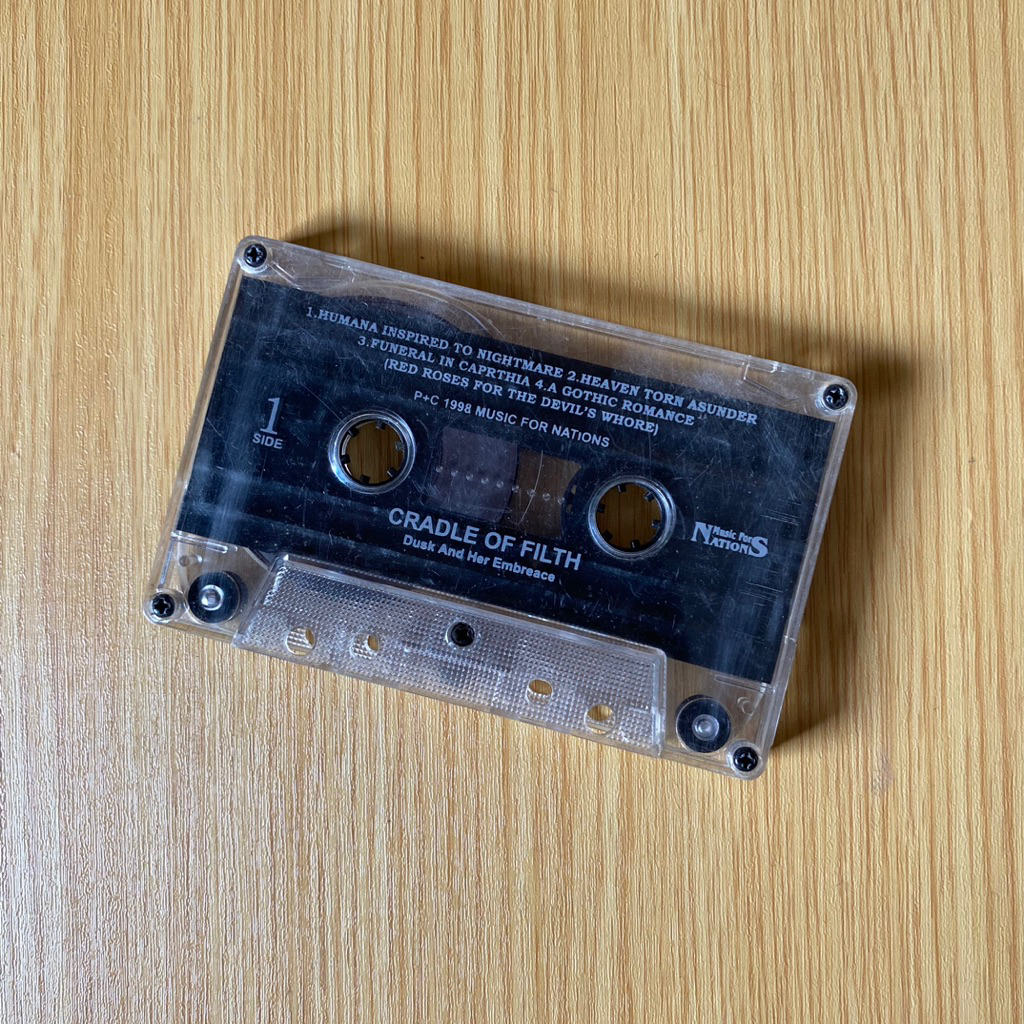 1.HUMANA INSPIRED TO NIGHTMARE 2.HEAVEN TORN ASUNDER
3.FUNERAL IN CAPRTHIA 4.A GOTHIC ROMANCE
(RED ROSES FOR THE DEVIL'S WHORE)
P+C 1998 MUSIC FOR NATIONS
1
SIDE
Music For
NATIONS
CRADLE OF FILTH
Dusk And Her Embreace